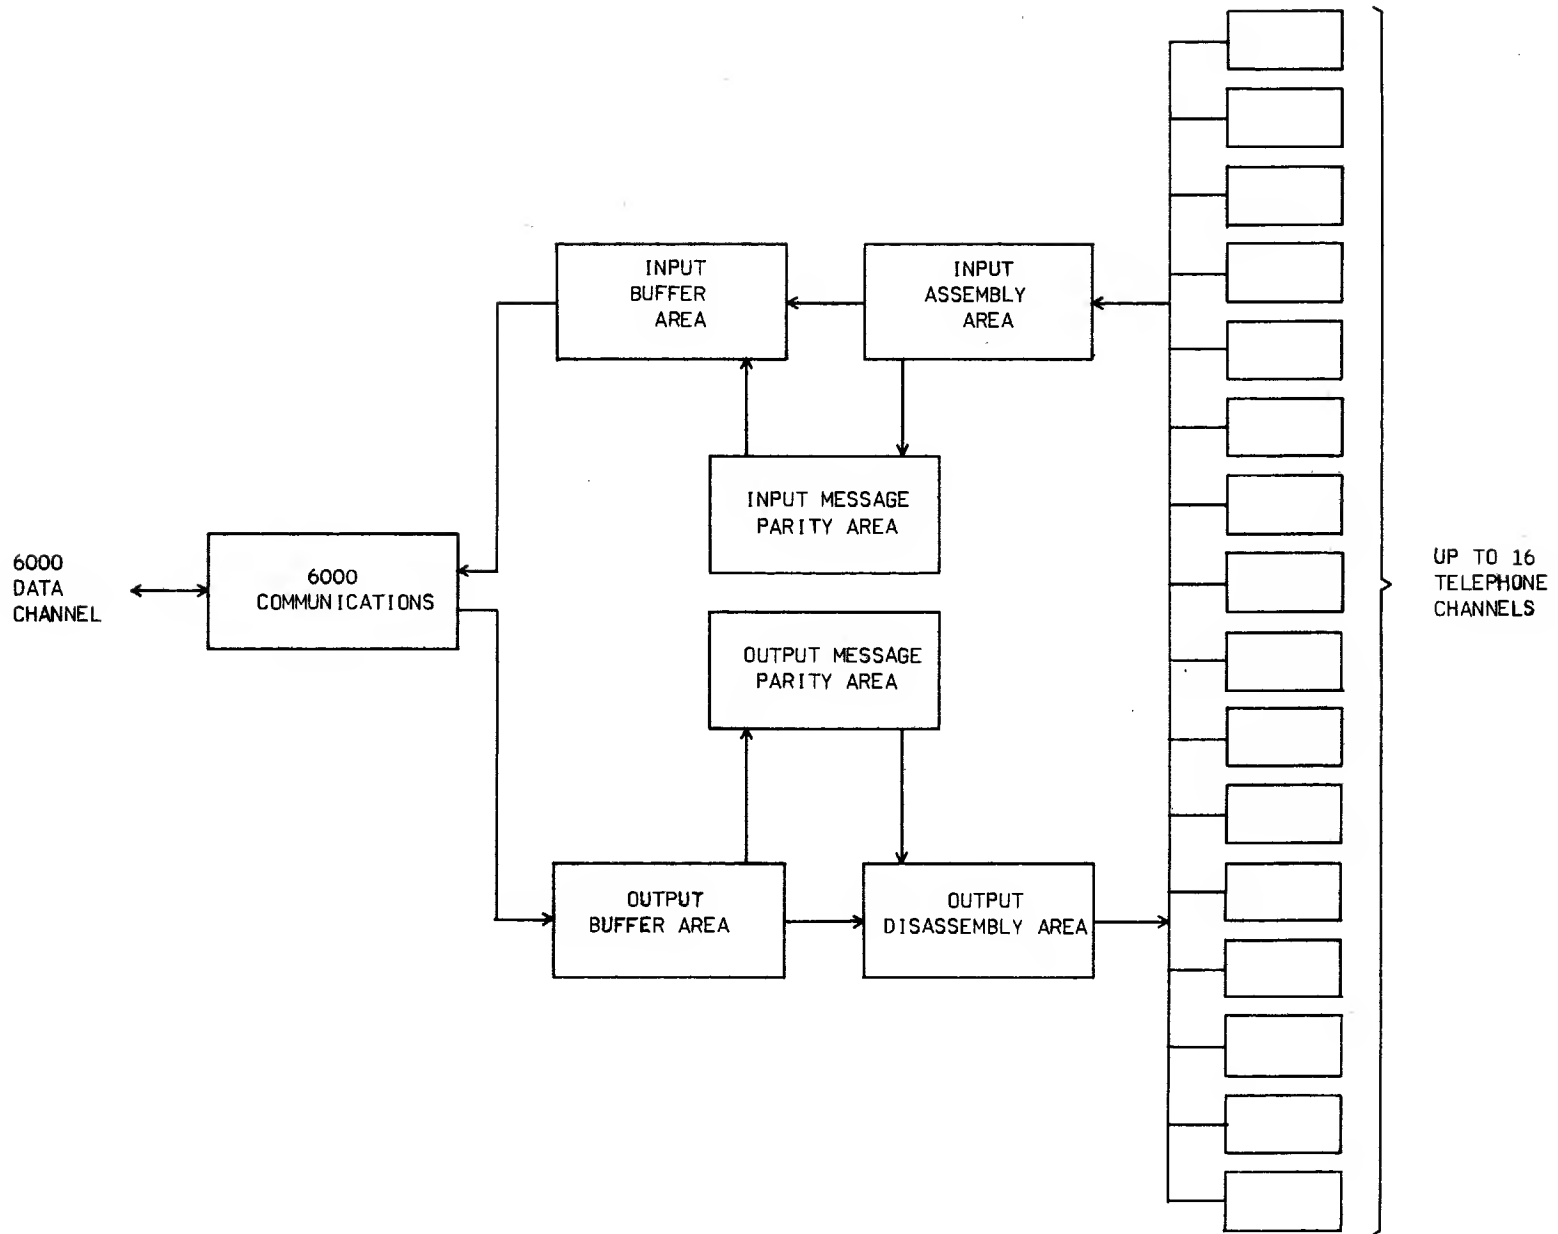 INPUT
BUFFER
AREA
INPUT
ASSEMBLY
AREA
INPUT MESSAGE
PARITY AREA
6000
DATA
CHANNEL
6000
COMMUNICATIONS
UP TO 16
TELEPHONE
CHANNELS
OUTPUT MESSAGE
PARITY AREA
OUTPUT
BUFFER AREA
OUTPUT
DISASSEMBLY AREA